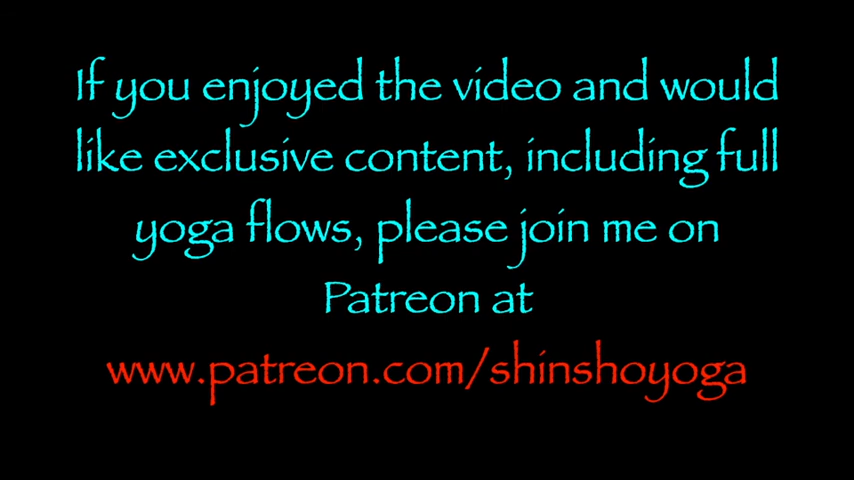 If you enjoyed the video and would
like exclusive content, including full
yoga flows, please join me on
Patreon at
www.patreon.com/shinshoyoga